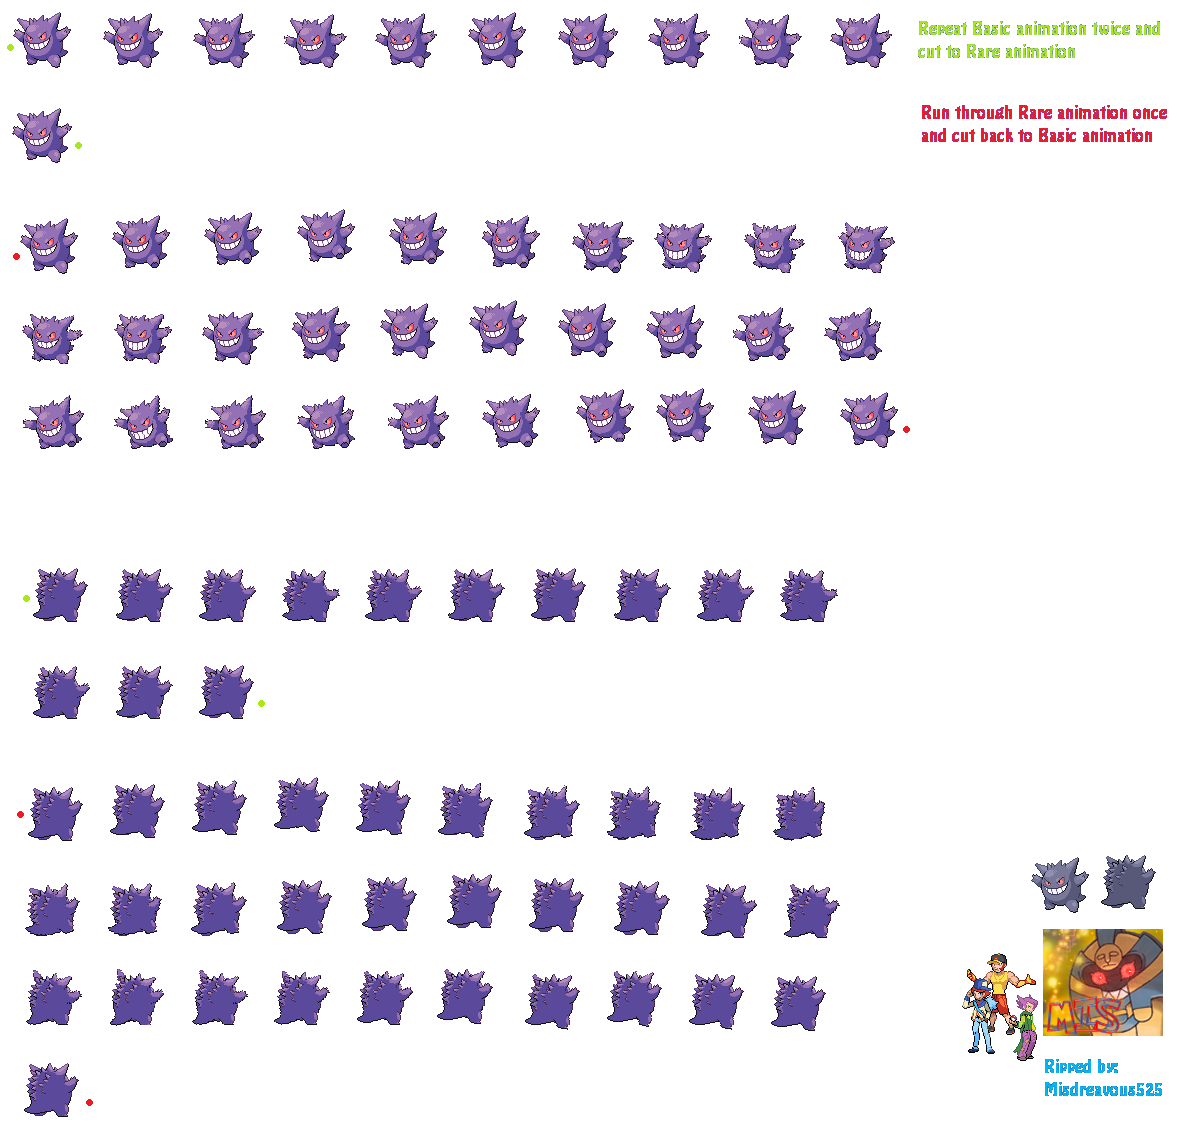 Repeat Basic animation twice and
cut to Rare animation
Run through Rare animation once
and cut back to Basic animation
MIS
Ripped by:
Misdreavous525